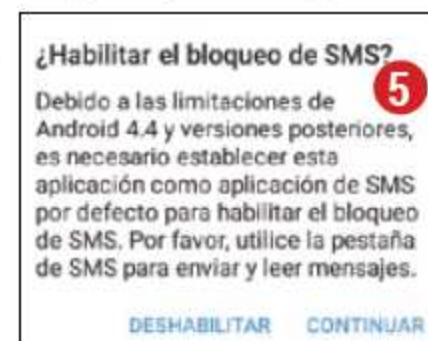 ¿Habilitar el bloqueo de SMS?
5
Debido a las limitaciones de
Android 4.4 y versiones posteriores,
es necesario establecer esta
aplicación como aplicación de SMS
por defecto para habilitar el bloqueo
de SMS. Por favor, utilice la pestaña
de SMS para enviar y leer mensajes.
DESHABILITAR CONTINUAR